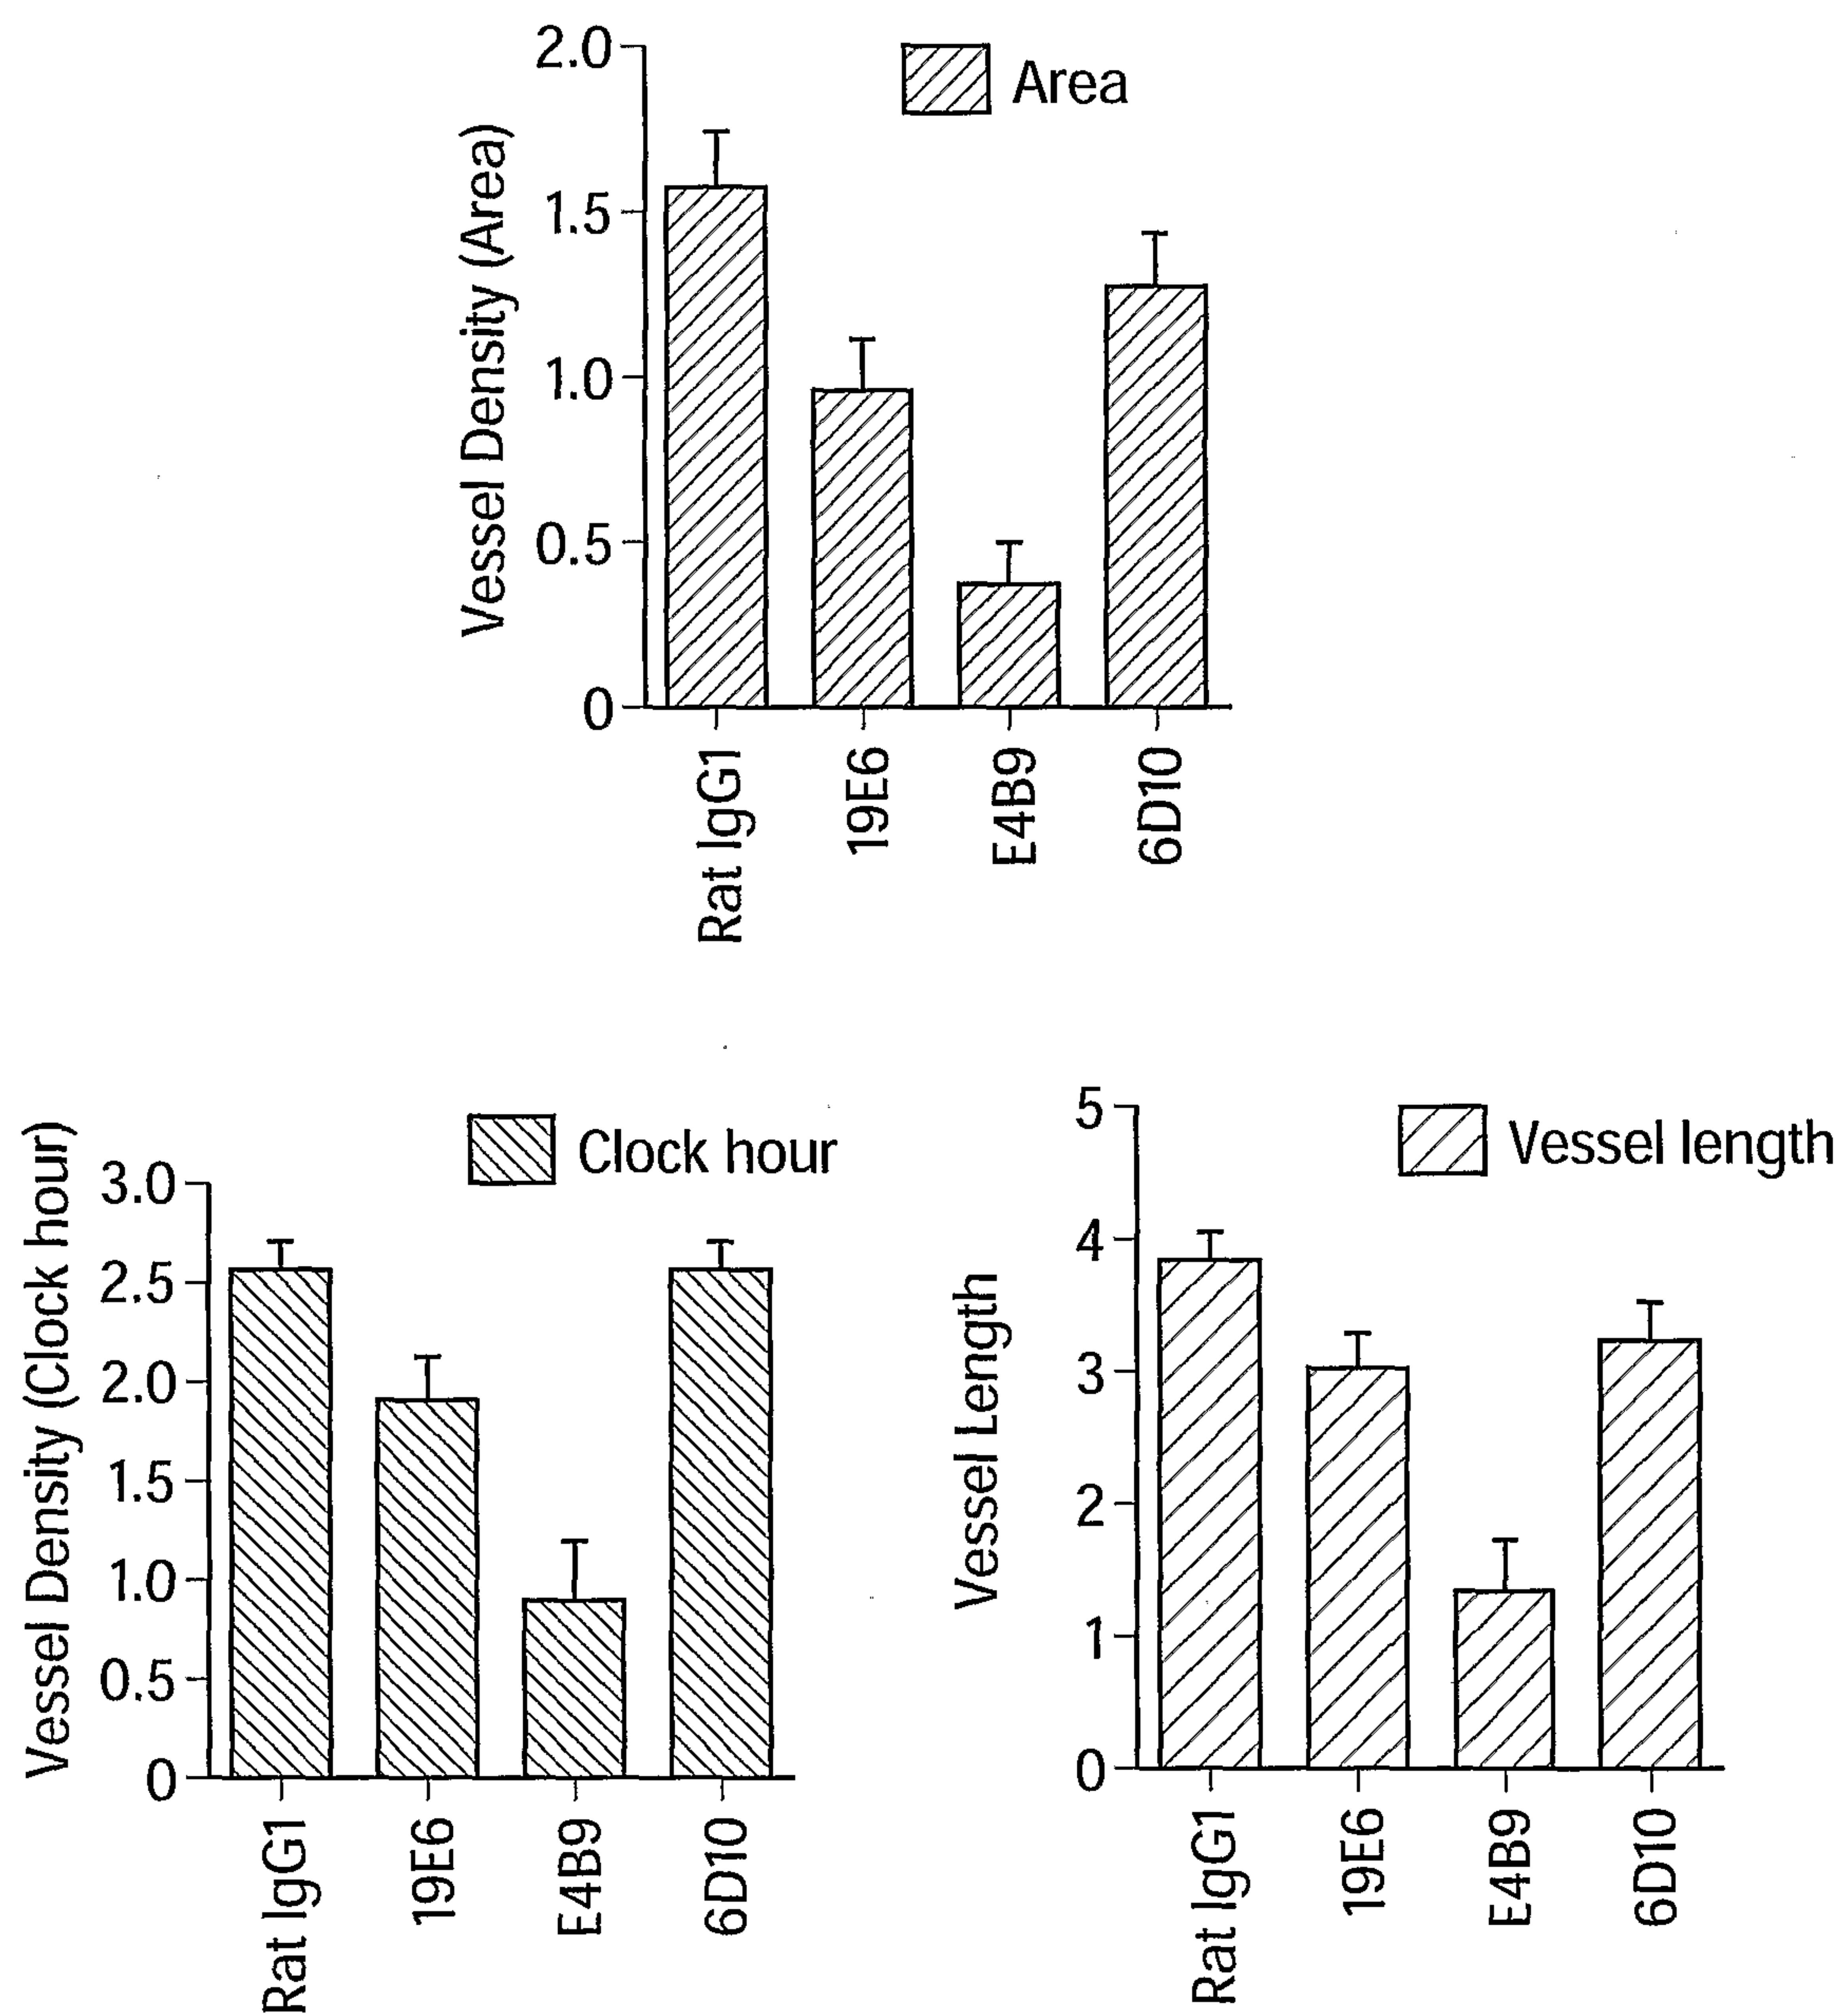 Area
Vessel Density (Area)
2.0
1.5
1.0
0.5
0
Rat IgG1
19E6
E4B9
6D10
Clock hour
Vessel Density (Clock hour)
3.0
2.5
2.0
1.5
1.0
0.5
0
Rat IgG1
19E6
E4B9
6D10
Vessel length
Vessel Length
5
4
3
2
1
0
Rat IgG1
19E6
E4B9
6D10